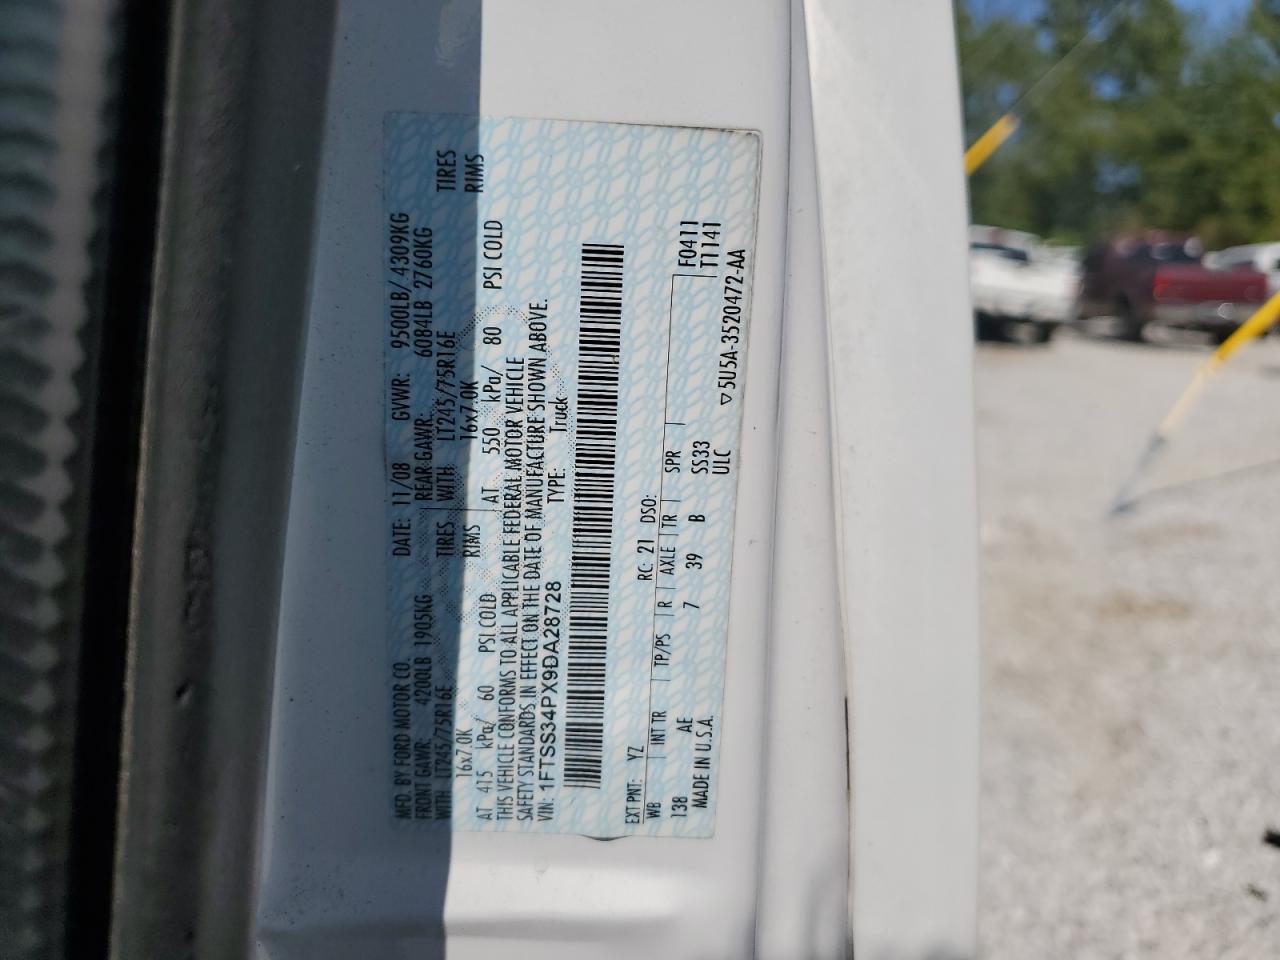 MFD. BY FORD MOTOR CO. DATE: 11/08 GVWR: 9500LB/ 4309KG
FRONT GAWR: 4200LB 1905KG REAR GAWR: 6084LB 2760KG
WITH LT245/75R16E TIRES WITH LT245/75R16E TIRES
16x7.0K RIMS 16x7.0K RIMS
AT 415 kPa/ 60 PSI COLD AT 550 kPa/ 80 PSI COLD
THIS VEHICLE CONFORMS TO ALL APPLICABLE FEDERAL MOTOR VEHICLE
SAFETY STANDARDS IN EFFECT ON THE DATE OF MANUFACTURE SHOWN ABOVE.
VIN: 1FTSS34PX9DA28728 TYPE: Truck
EXT PNT: YZ RC: 21 DSO:
WB INT TR TP/PS R AXLE TR SPR F0411
138 AE 7 39 B SS33 T1141
MADE IN U.S.A. ULC ▽5U5A-3520472-AA